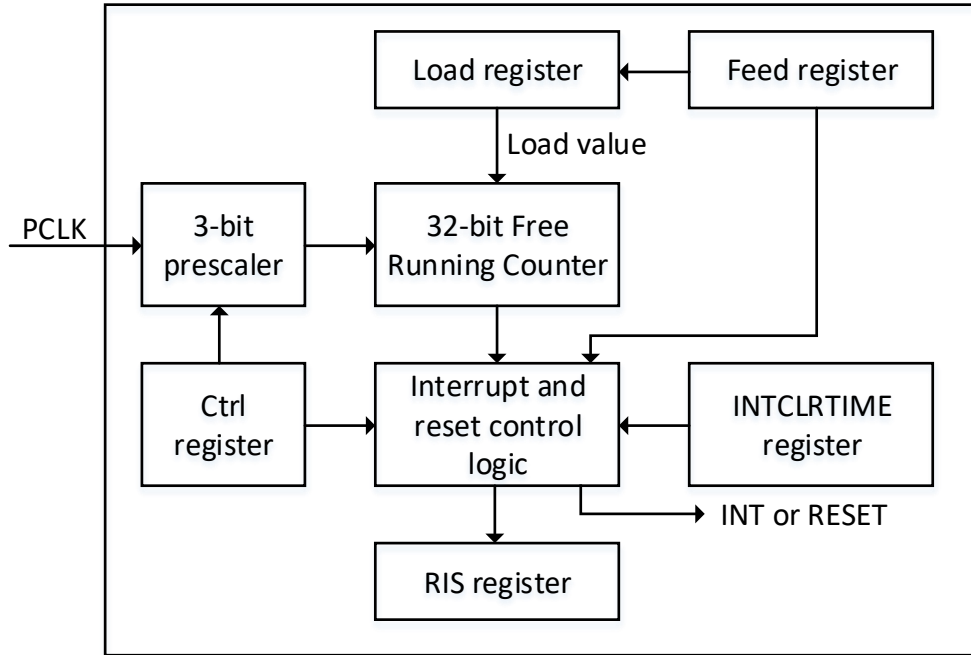 Load register
Feed register
Load value
PCLK
3-bit
prescaler
32-bit Free
Running Counter
Ctrl
register
Interrupt and
reset control
logic
INTCLRTIME
register
INT or RESET
RIS register